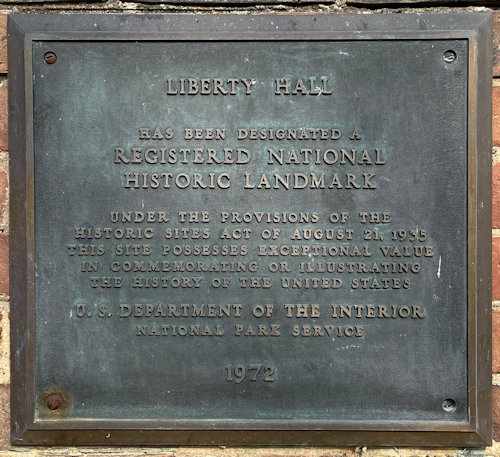 LIBERTY HALL
HAS BEEN DESIGNATED A
REGISTERED NATIONAL
HISTORIC LANDMARK
UNDER THE PROVISIONS OF THE
HISTORIC SITES ACT OF AUGUST 21, 1935
THIS SITE POSSESSES EXCEPTIONAL VALUE
IN COMMEMORATING OR ILLUSTRATING
THE HISTORY OF THE UNITED STATES
U. S. DEPARTMENT OF THE INTERIOR
NATIONAL PARK SERVICE
1972